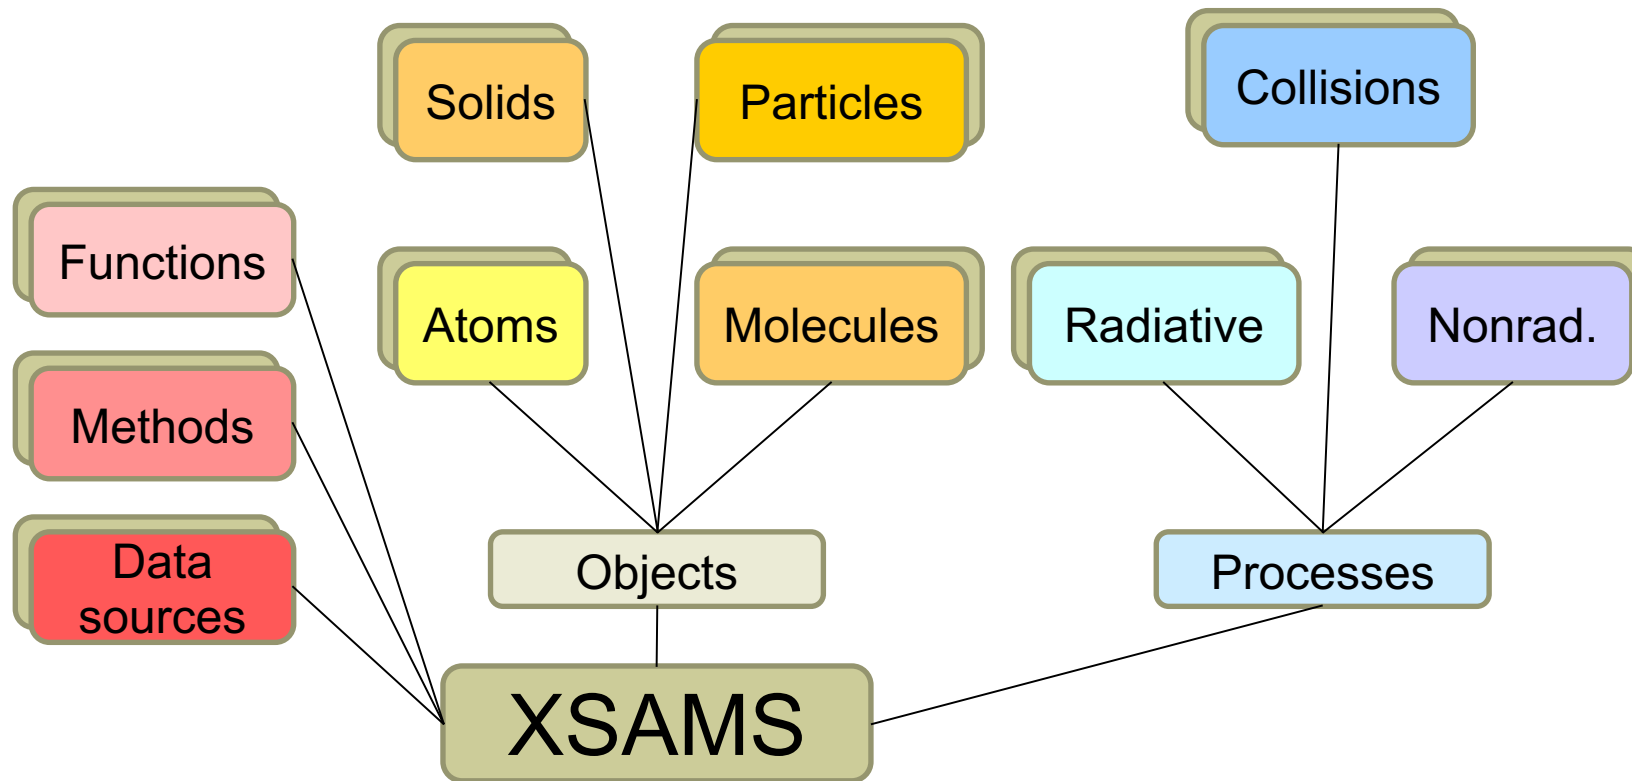 Solids
Particles
Collisions
Functions
Atoms
Molecules
Radiative
Nonrad.
Methods
Data
sources
Objects
Processes
XSAMS